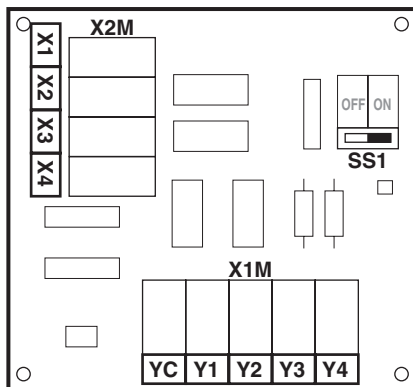 X2M
X1
X2
X3
X4
OFF ON
SS1
X1M
YC Y1 Y2 Y3 Y4